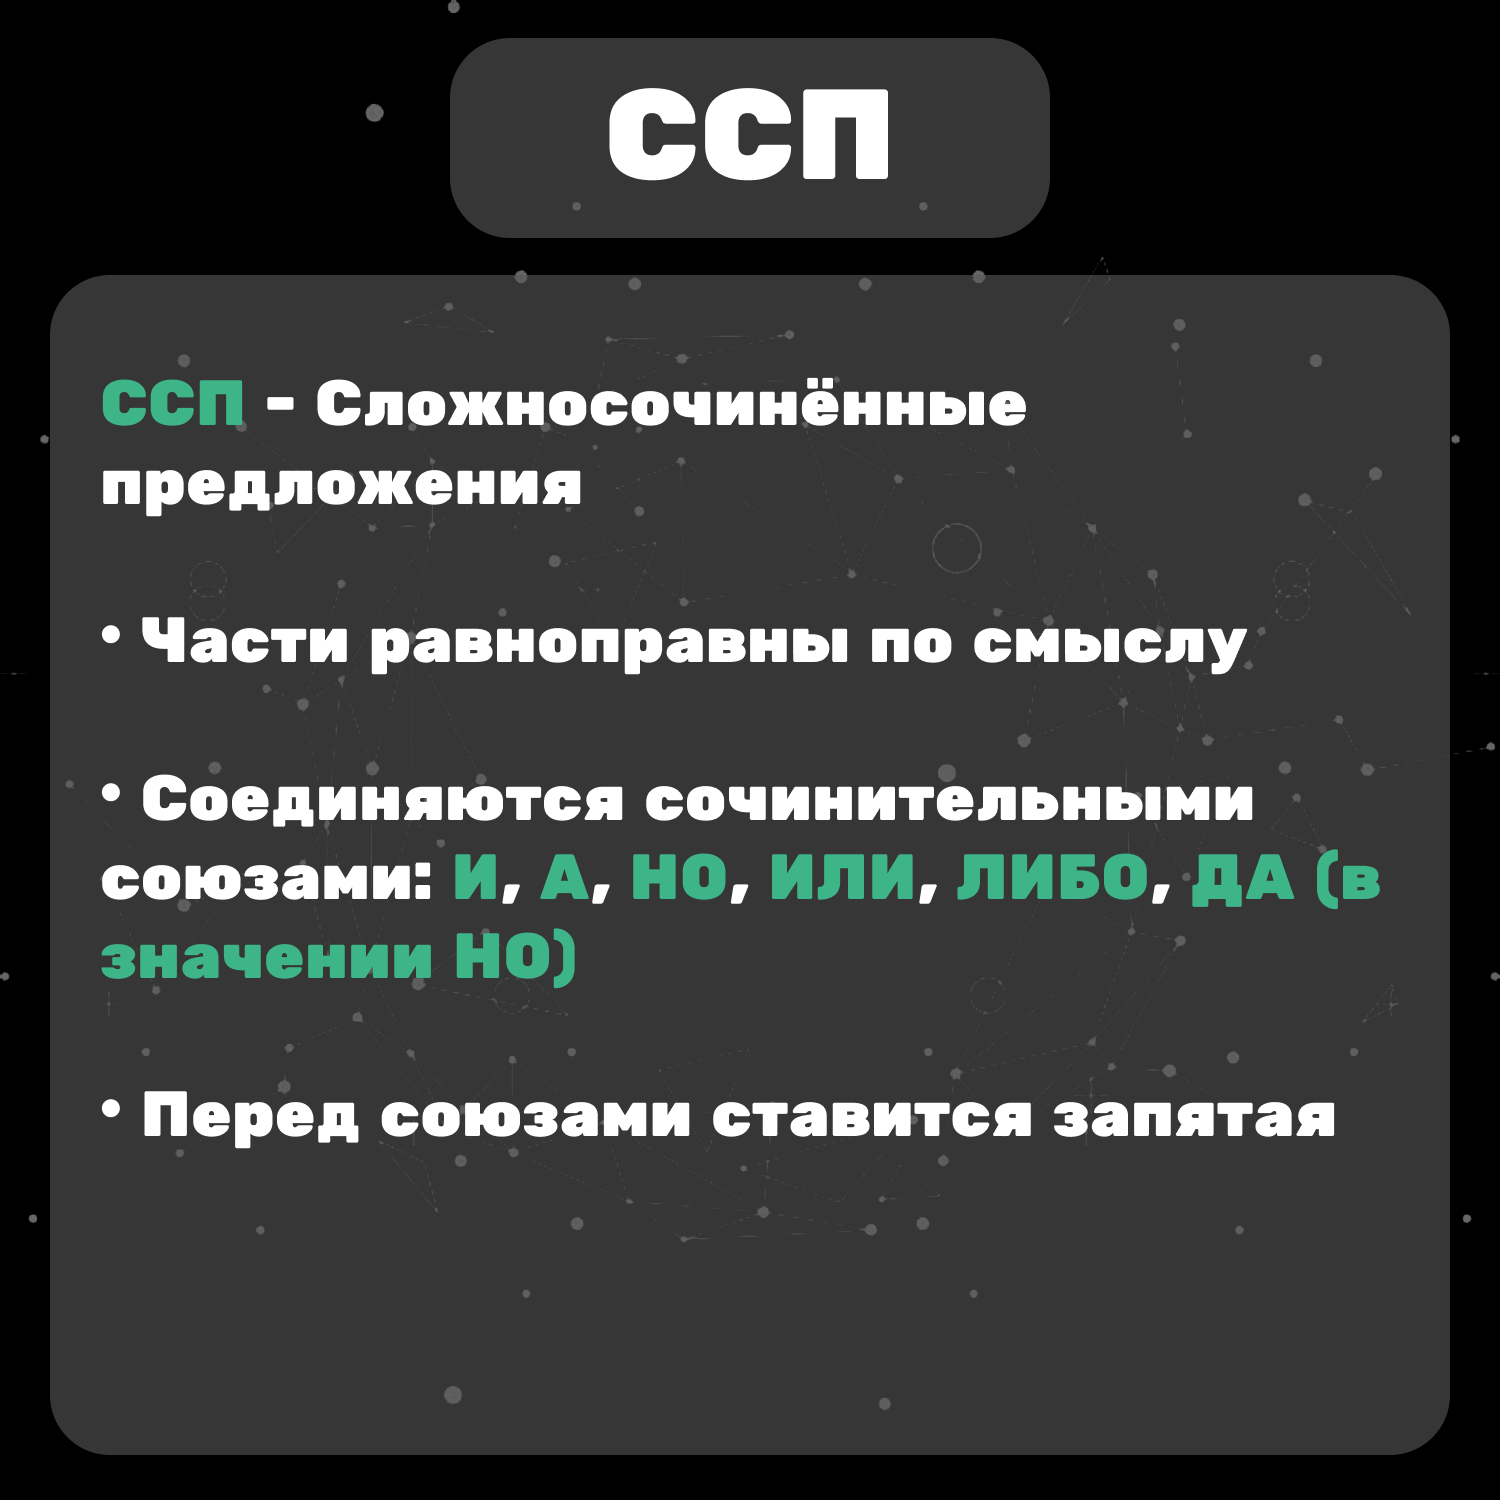 ССП
ССП - Сложносочинённые
предложения
• Части равноправны по смыслу
• Соединяются сочинительными
союзами: И, А, НО, ИЛИ, ЛИБО, ДА (в
значении НО)
• Перед союзами ставится запятая